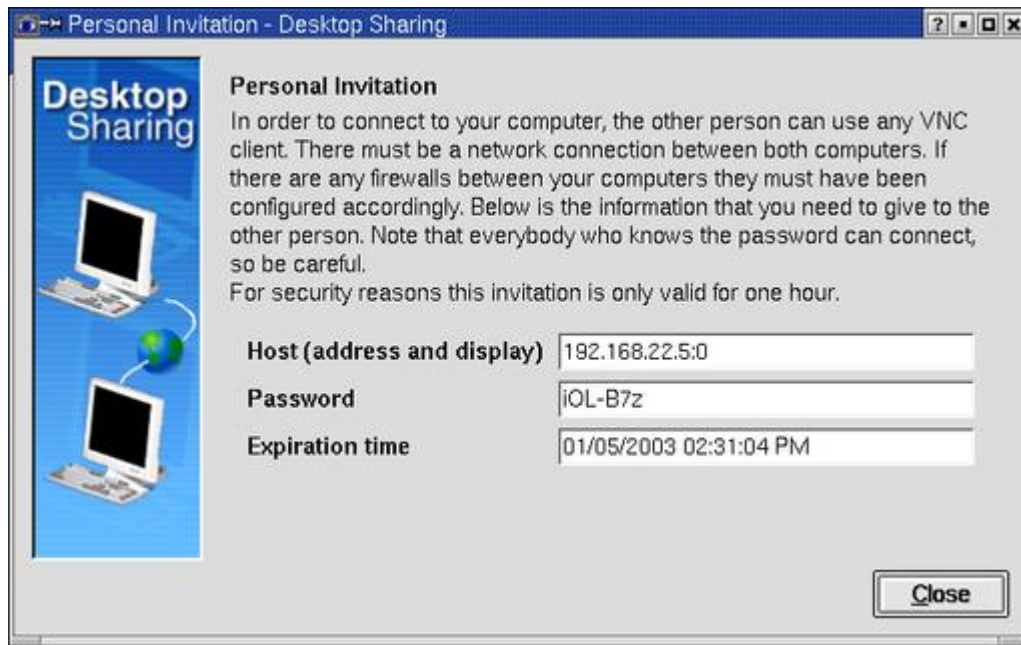 Personal Invitation - Desktop Sharing
Desktop
Sharing
Personal Invitation
In order to connect to your computer, the other person can use any VNC
client. There must be a network connection between both computers. If
there are any firewalls between your computers they must have been
configured accordingly. Below is the information that you need to give to the
other person. Note that everybody who knows the password can connect,
so be careful.
For security reasons this invitation is only valid for one hour.
Host (address and display) 192.168.22.5:0
Password iOL-B7z
Expiration time 01/05/2003 02:31:04 PM
Close